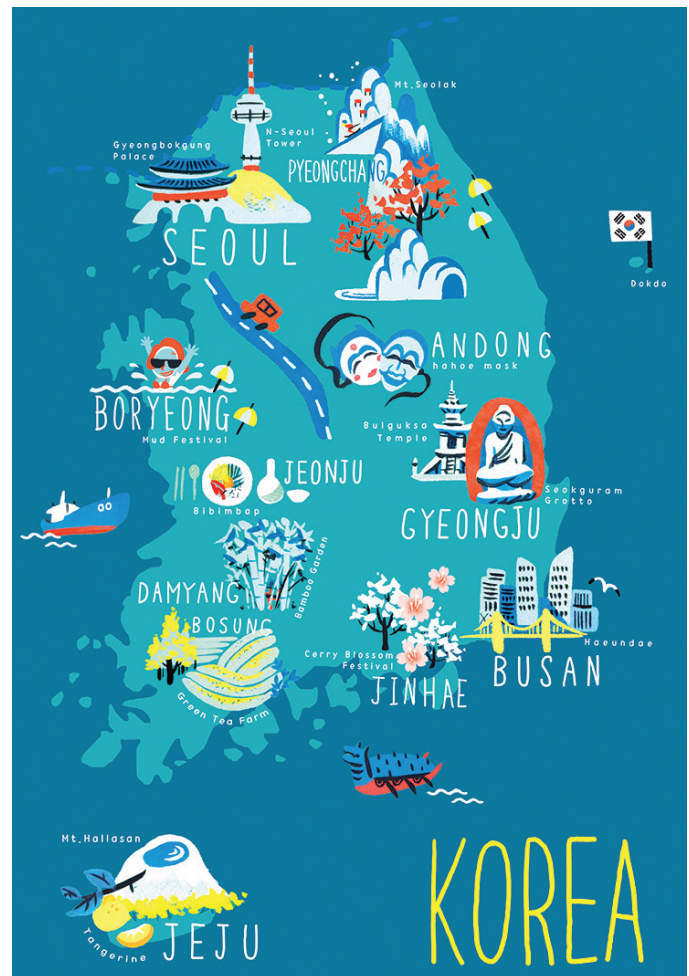 Mt.Seolak
N-Seoul
Tower
Gyeongbokgung
Palace
PYEONGCHANG
SEOUL
Dokdo
ANDONG
hahoe mask
BORYEONG
Mud Festival
Bulguksa
Temple
JEONJU
Bibimbap
Seokguram
Grotto
GYEONGJU
Bamboo Garden
DAMYANG
BOSUNG
Green Tea Farm
Cerry Blossom
Festival
JINHAE
Haeundae
BUSAN
Mt.Hallasan
Tangerine
JEJU
KOREA